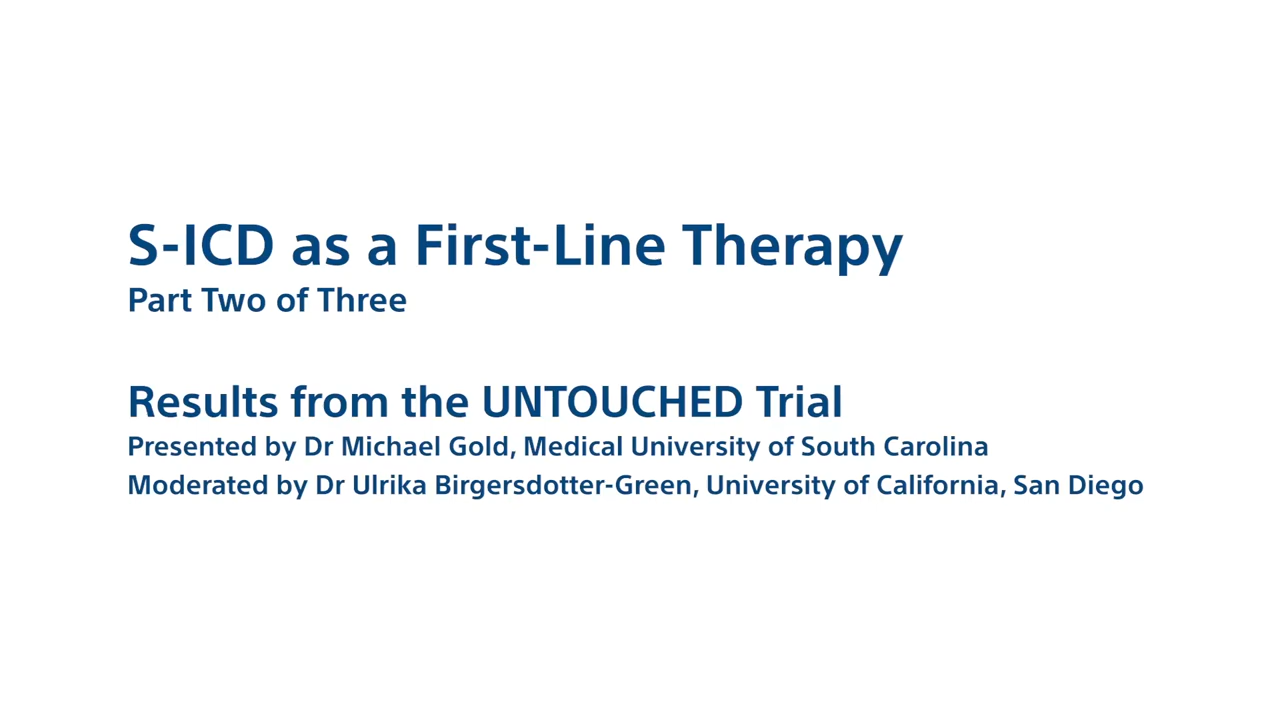 S-ICD as a First-Line Therapy
Part Two of Three
Results from the UNTOUCHED Trial
Presented by Dr Michael Gold, Medical University of South Carolina
Moderated by Dr Ulrika Birgersdotter-Green, University of California, San Diego